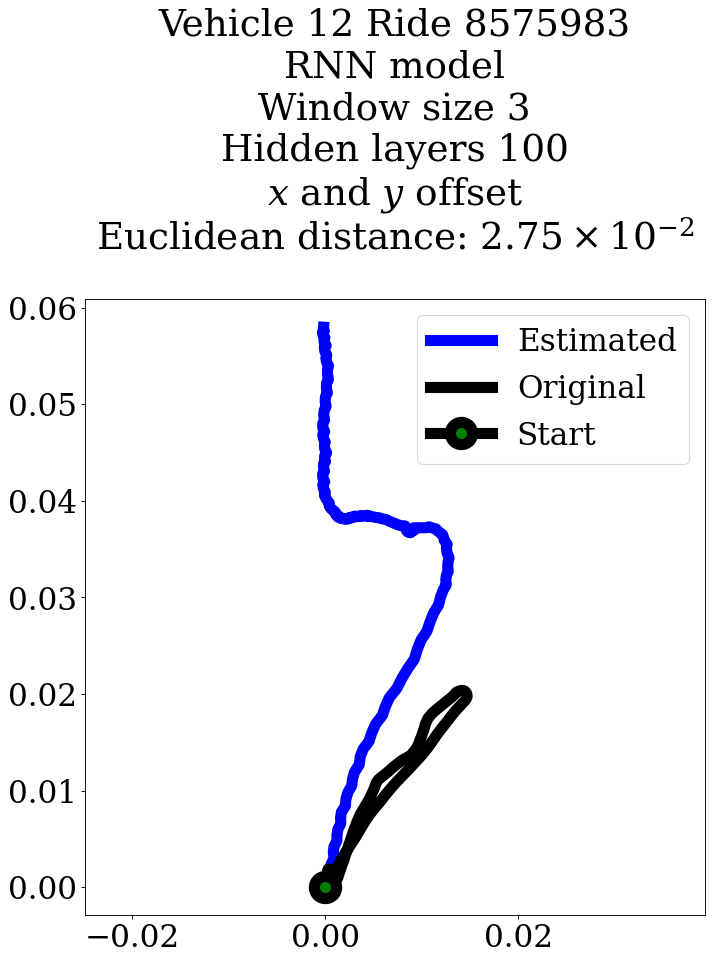 Vehicle 12 Ride 8575983
RNN model
Window size 3
Hidden layers 100
x and y offset
Euclidean distance: 2.75 × 10⁻²
0.06
0.05
0.04
0.03
0.02
0.01
0.00
Estimated
Original
Start
−0.02
0.00
0.02